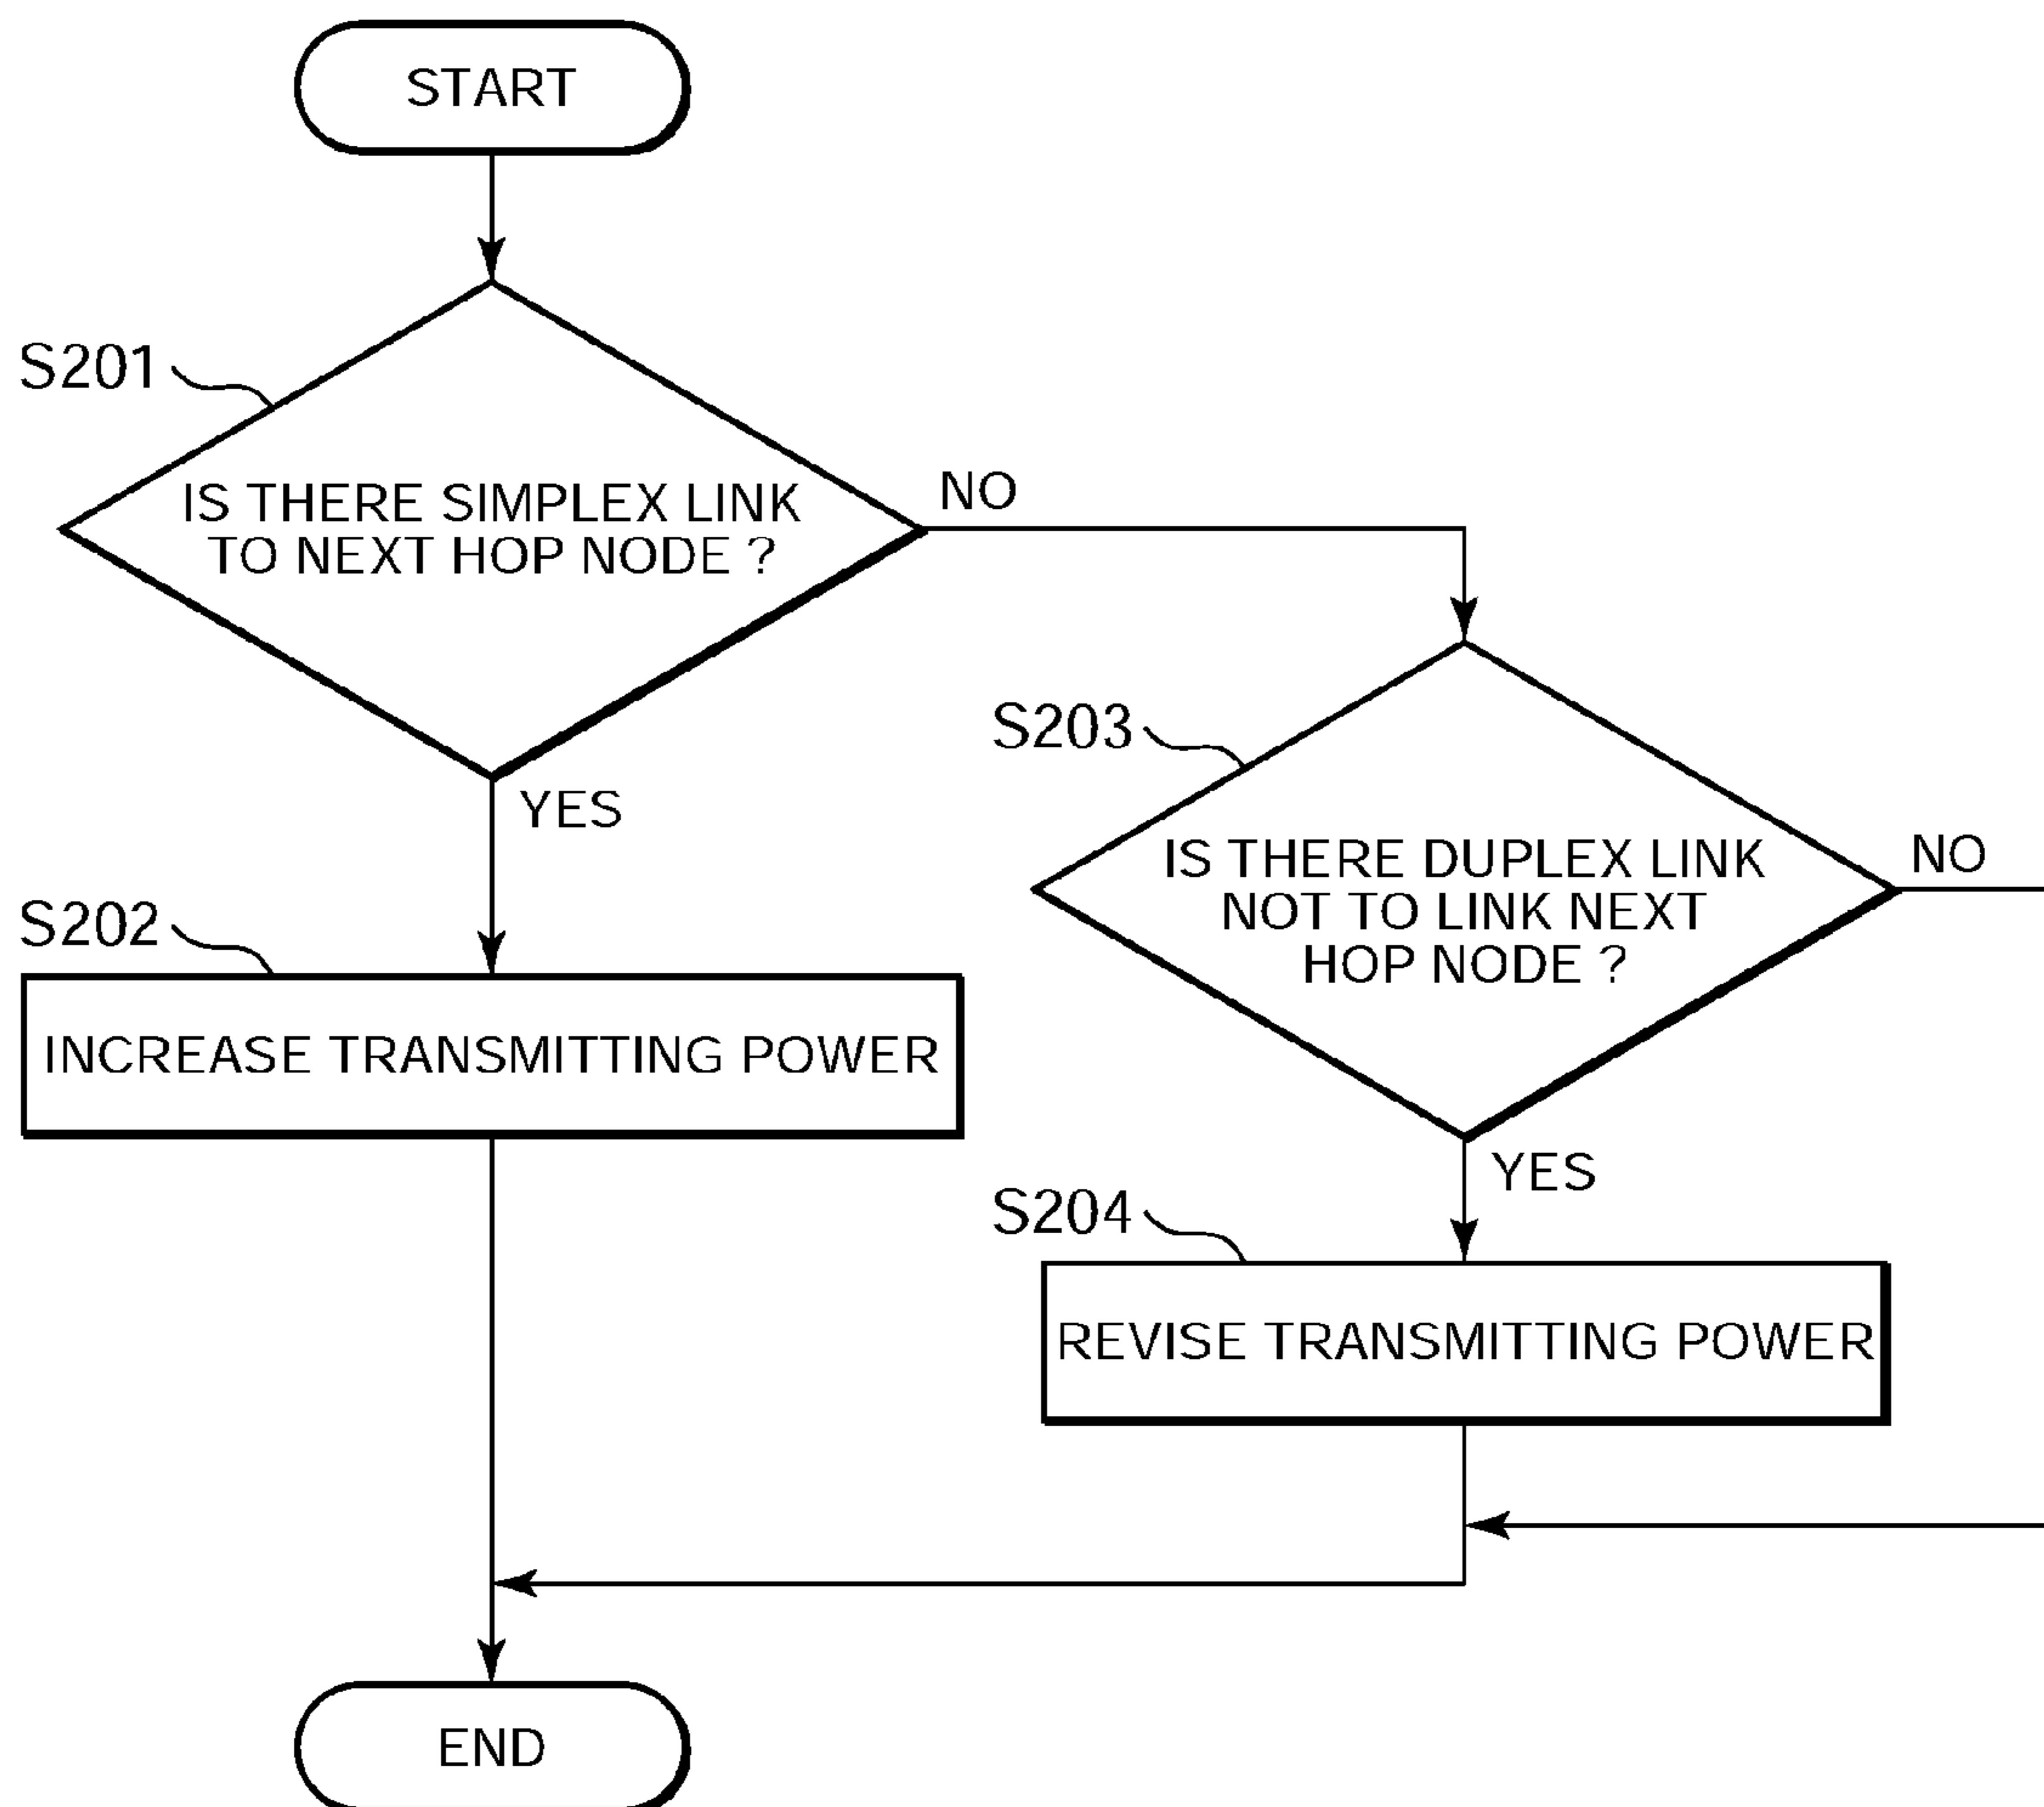 START
S201
IS THERE SIMPLEX LINK
TO NEXT HOP NODE ?
NO
YES
S203
IS THERE DUPLEX LINK
NOT TO LINK NEXT
HOP NODE ?
NO
YES
S202
INCREASE TRANSMITTING POWER
S204
REVISE TRANSMITTING POWER
END